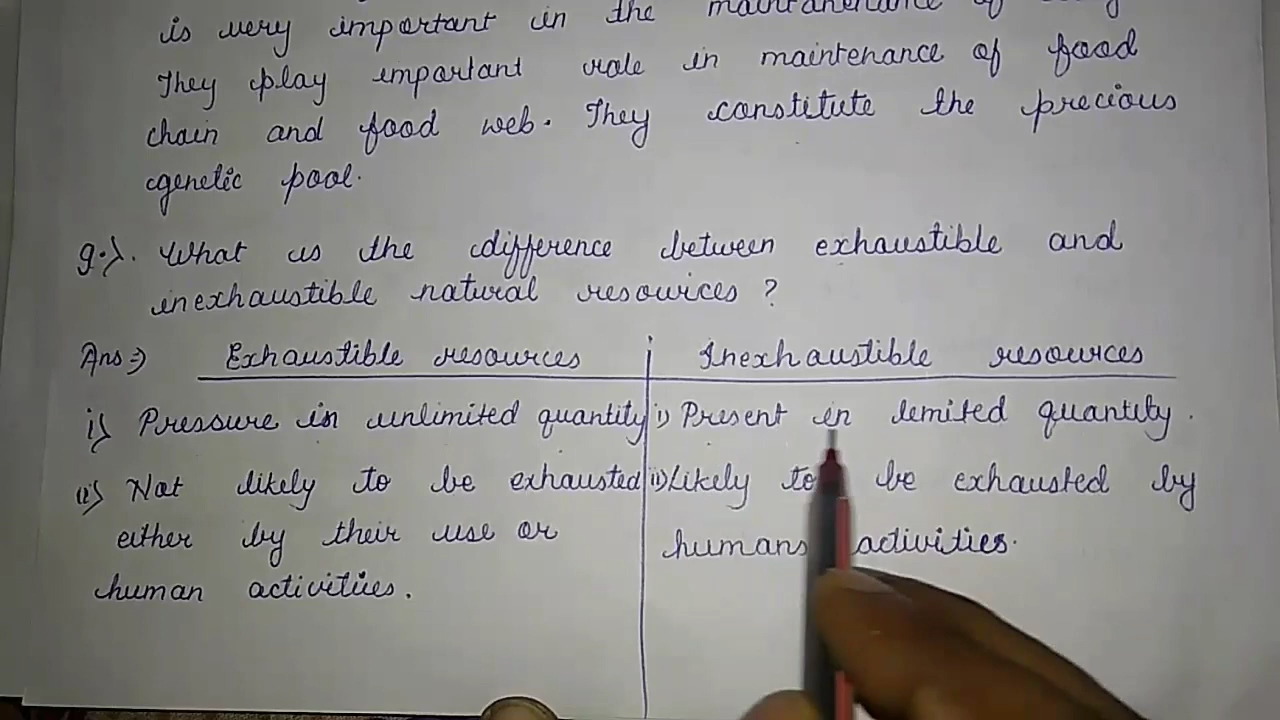 is very important in the maintanenance of
They play important role in maintenance of food
chain and food web. They constitute the precious
genetic pool.
9.⟩. What is the difference between exhaustible and
inexhaustible natural resources ?
Ans ⇒ Exhaustible resources Inexhaustible resources
i⟩ Pressure in unlimited quantity i) Present in limited quantity.
ii⟩ Not likely to be exhausted ii) Likely to be exhausted by
either by their use or humans activities.
human activities.